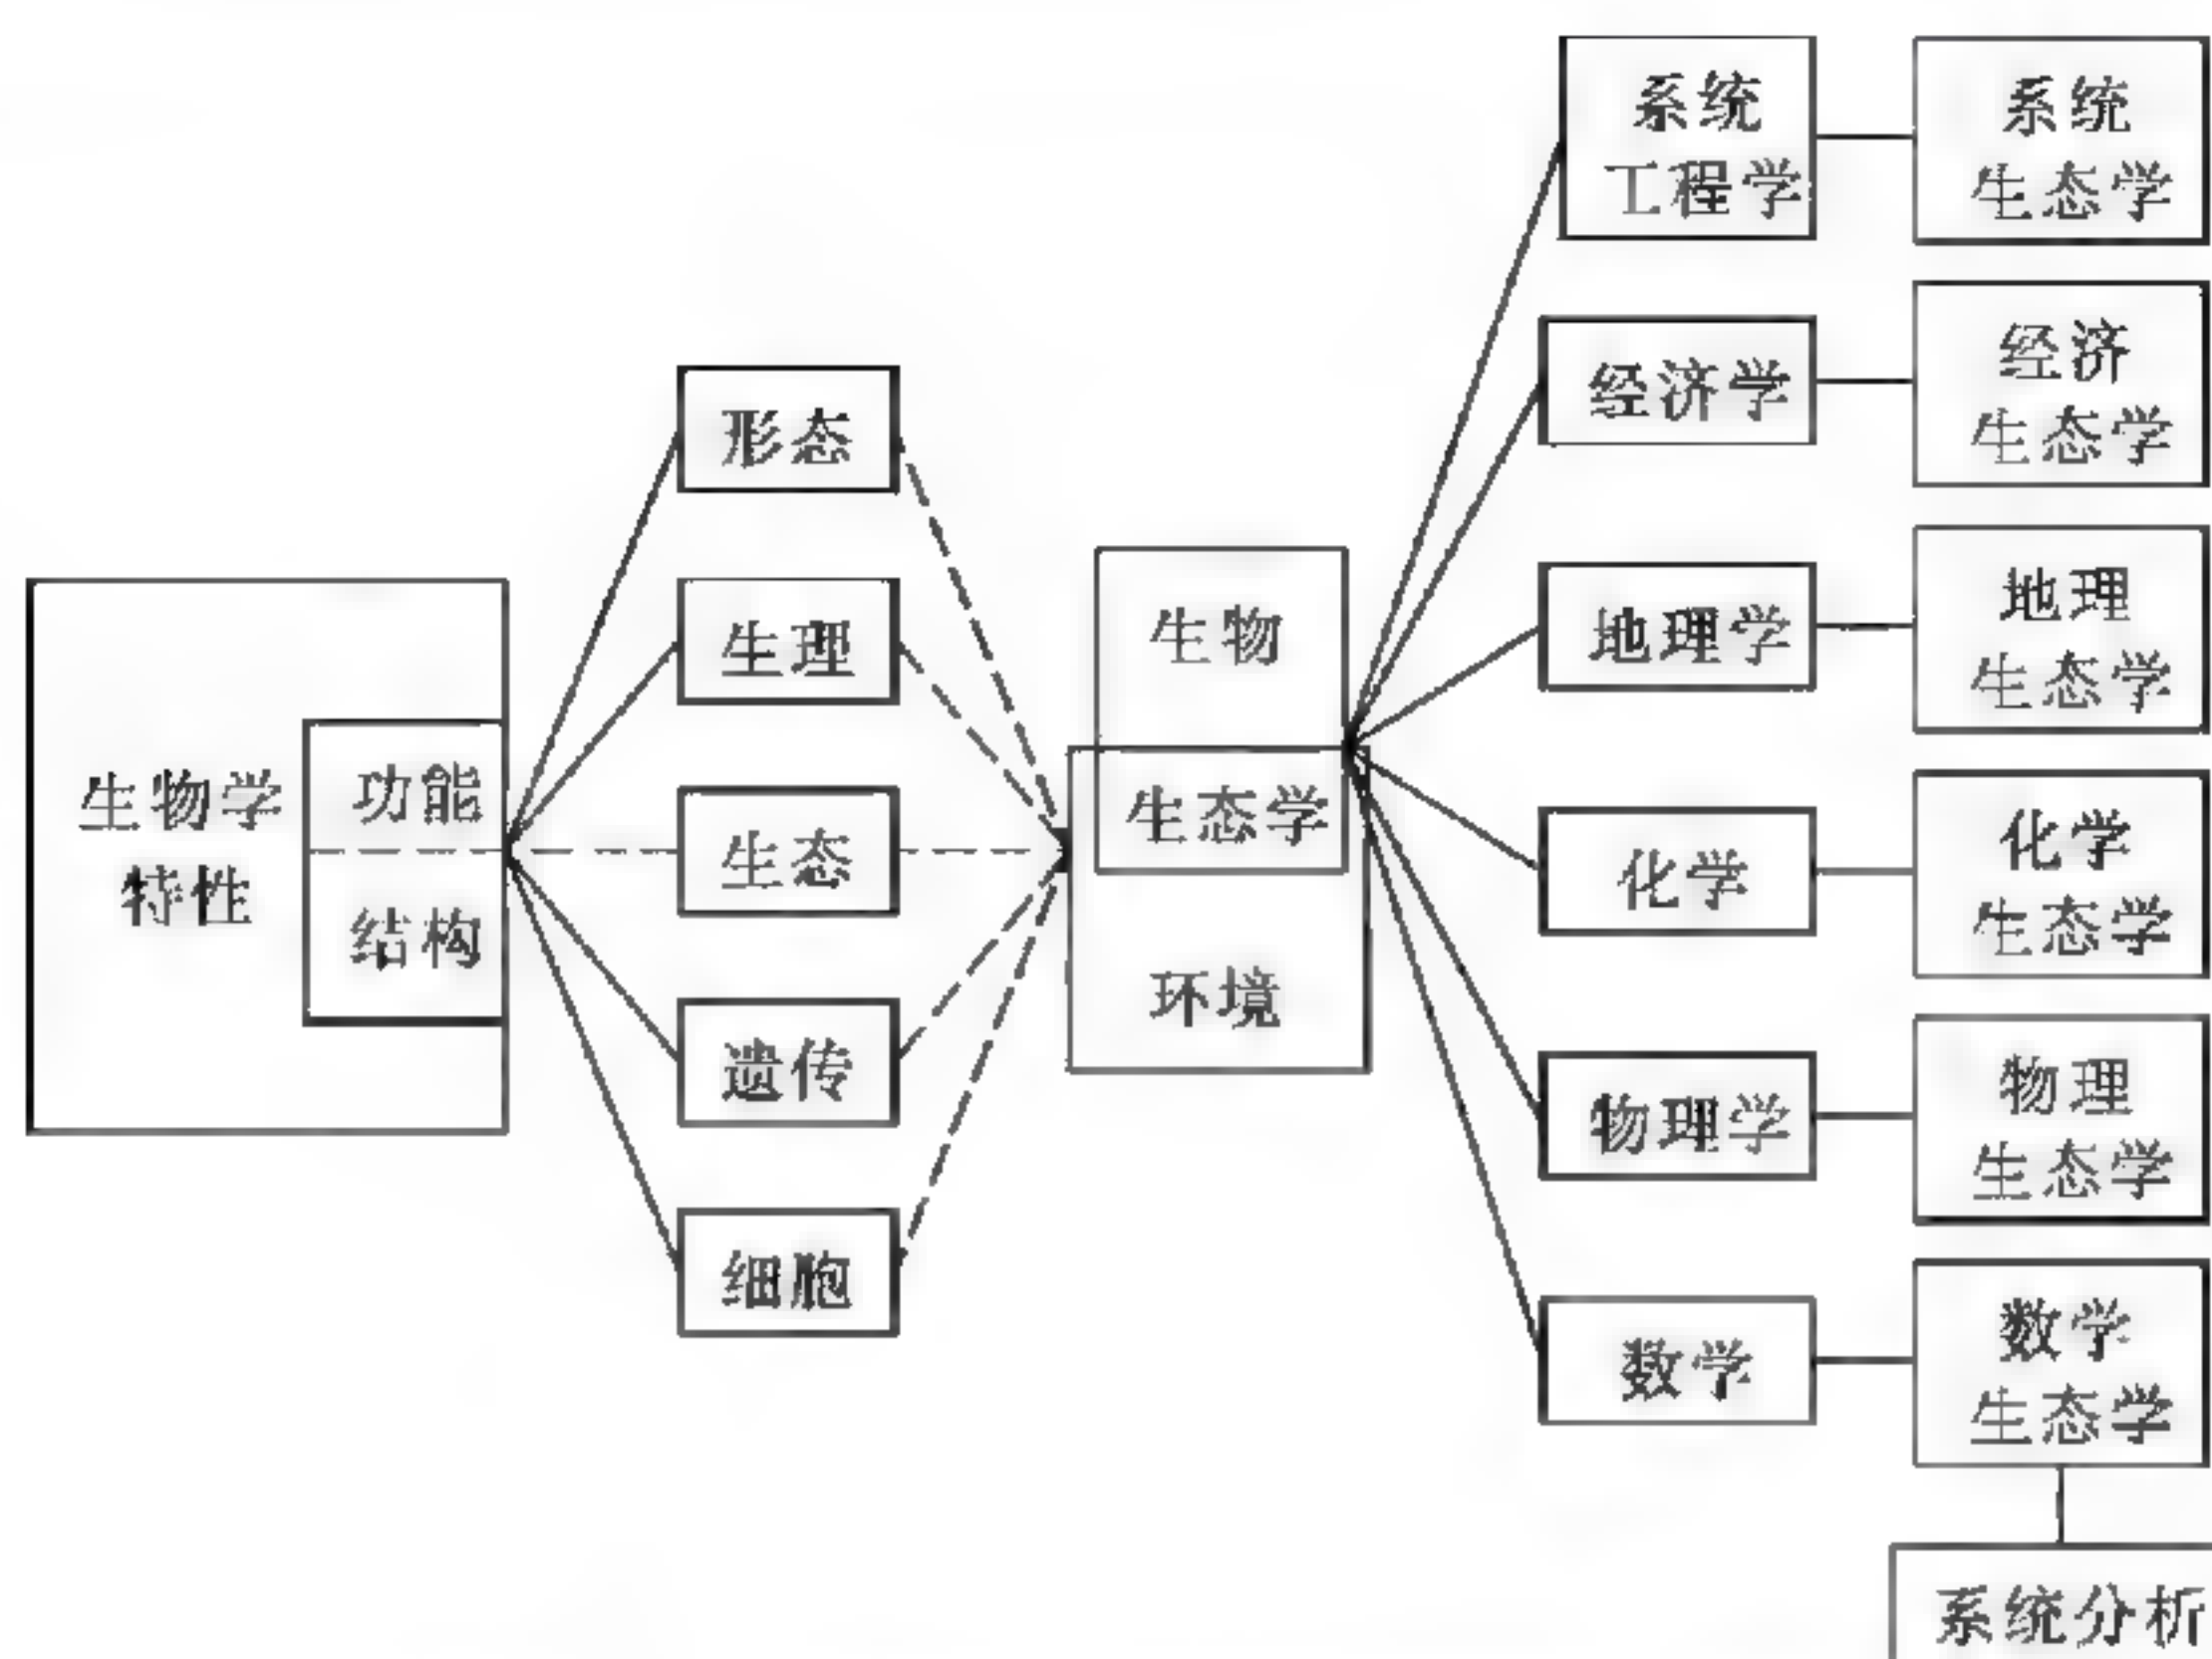 生物学
特性
功能
结构
形态
生理
生态
遗传
细胞
生物
生态学
环境
系统
工程学
经济学
地理学
化学
物理学
数学
系统
生态学
经济
生态学
地理
生态学
化学
生态学
物理
生态学
数学
生态学
系统分析